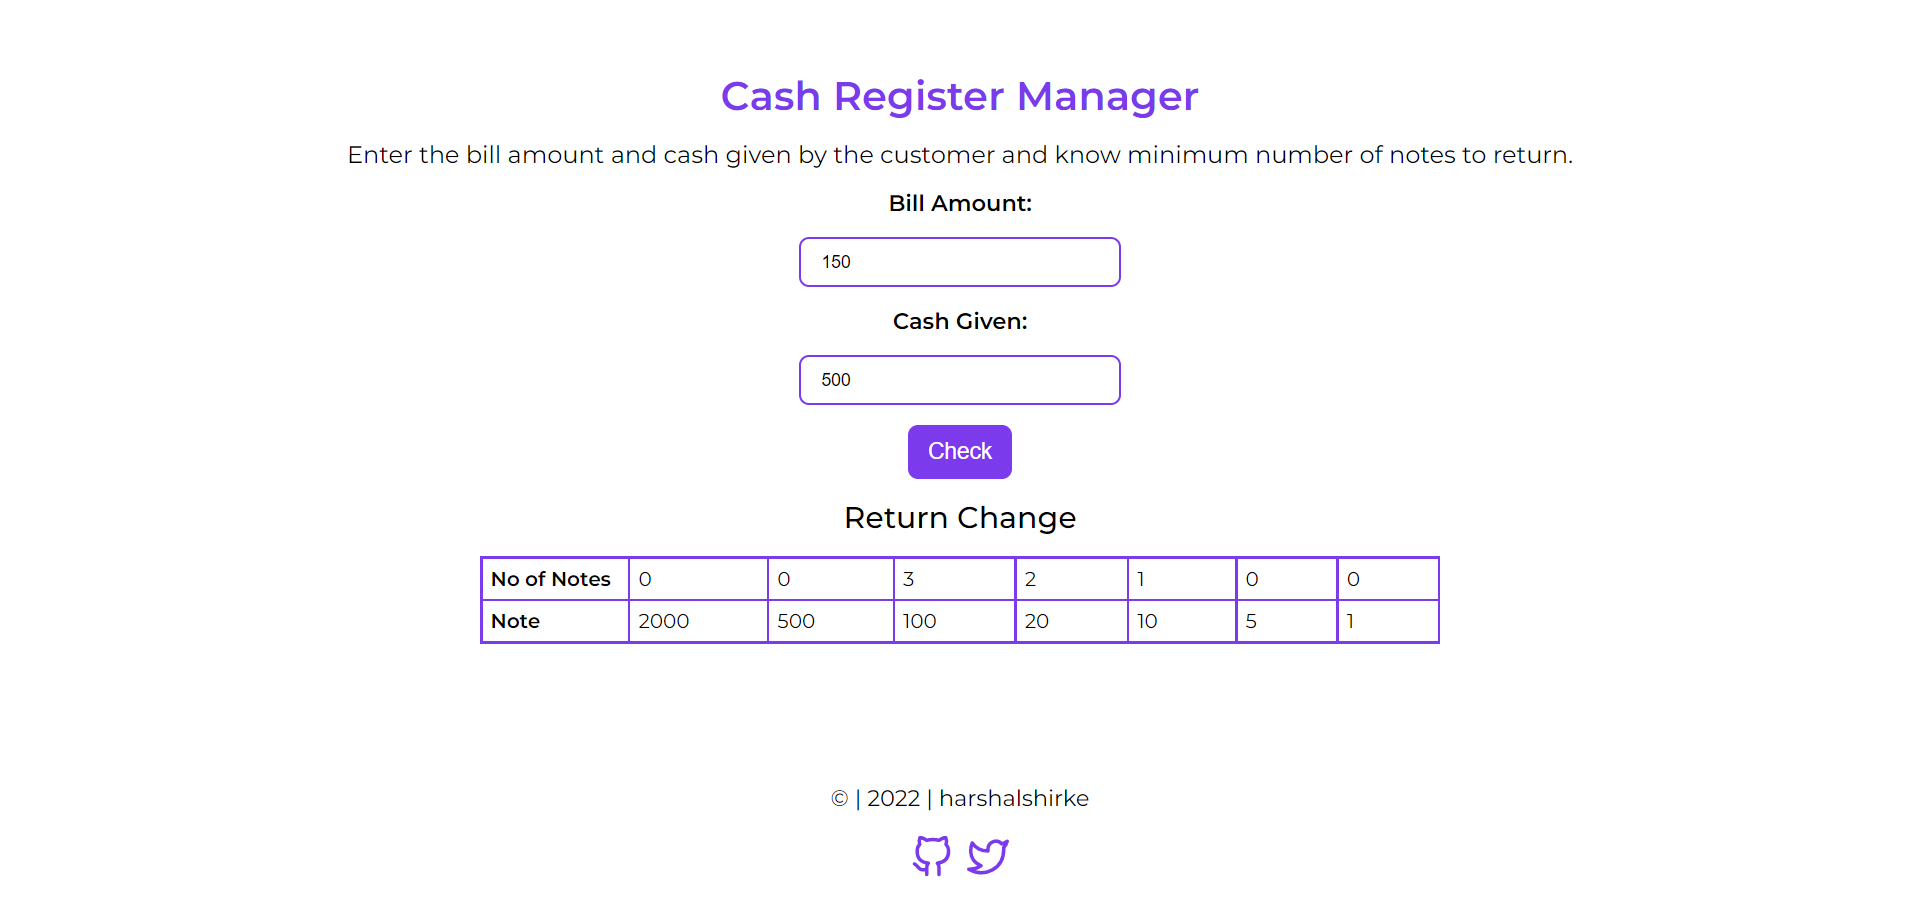 Cash Register Manager
Enter the bill amount and cash given by the customer and know minimum number of notes to return.
Bill Amount:
150
Cash Given:
500
Check
Return Change
No of Notes 0 0 3 2 1 0 0
Note 2000 500 100 20 10 5 1
© | 2022 | harshalshirke